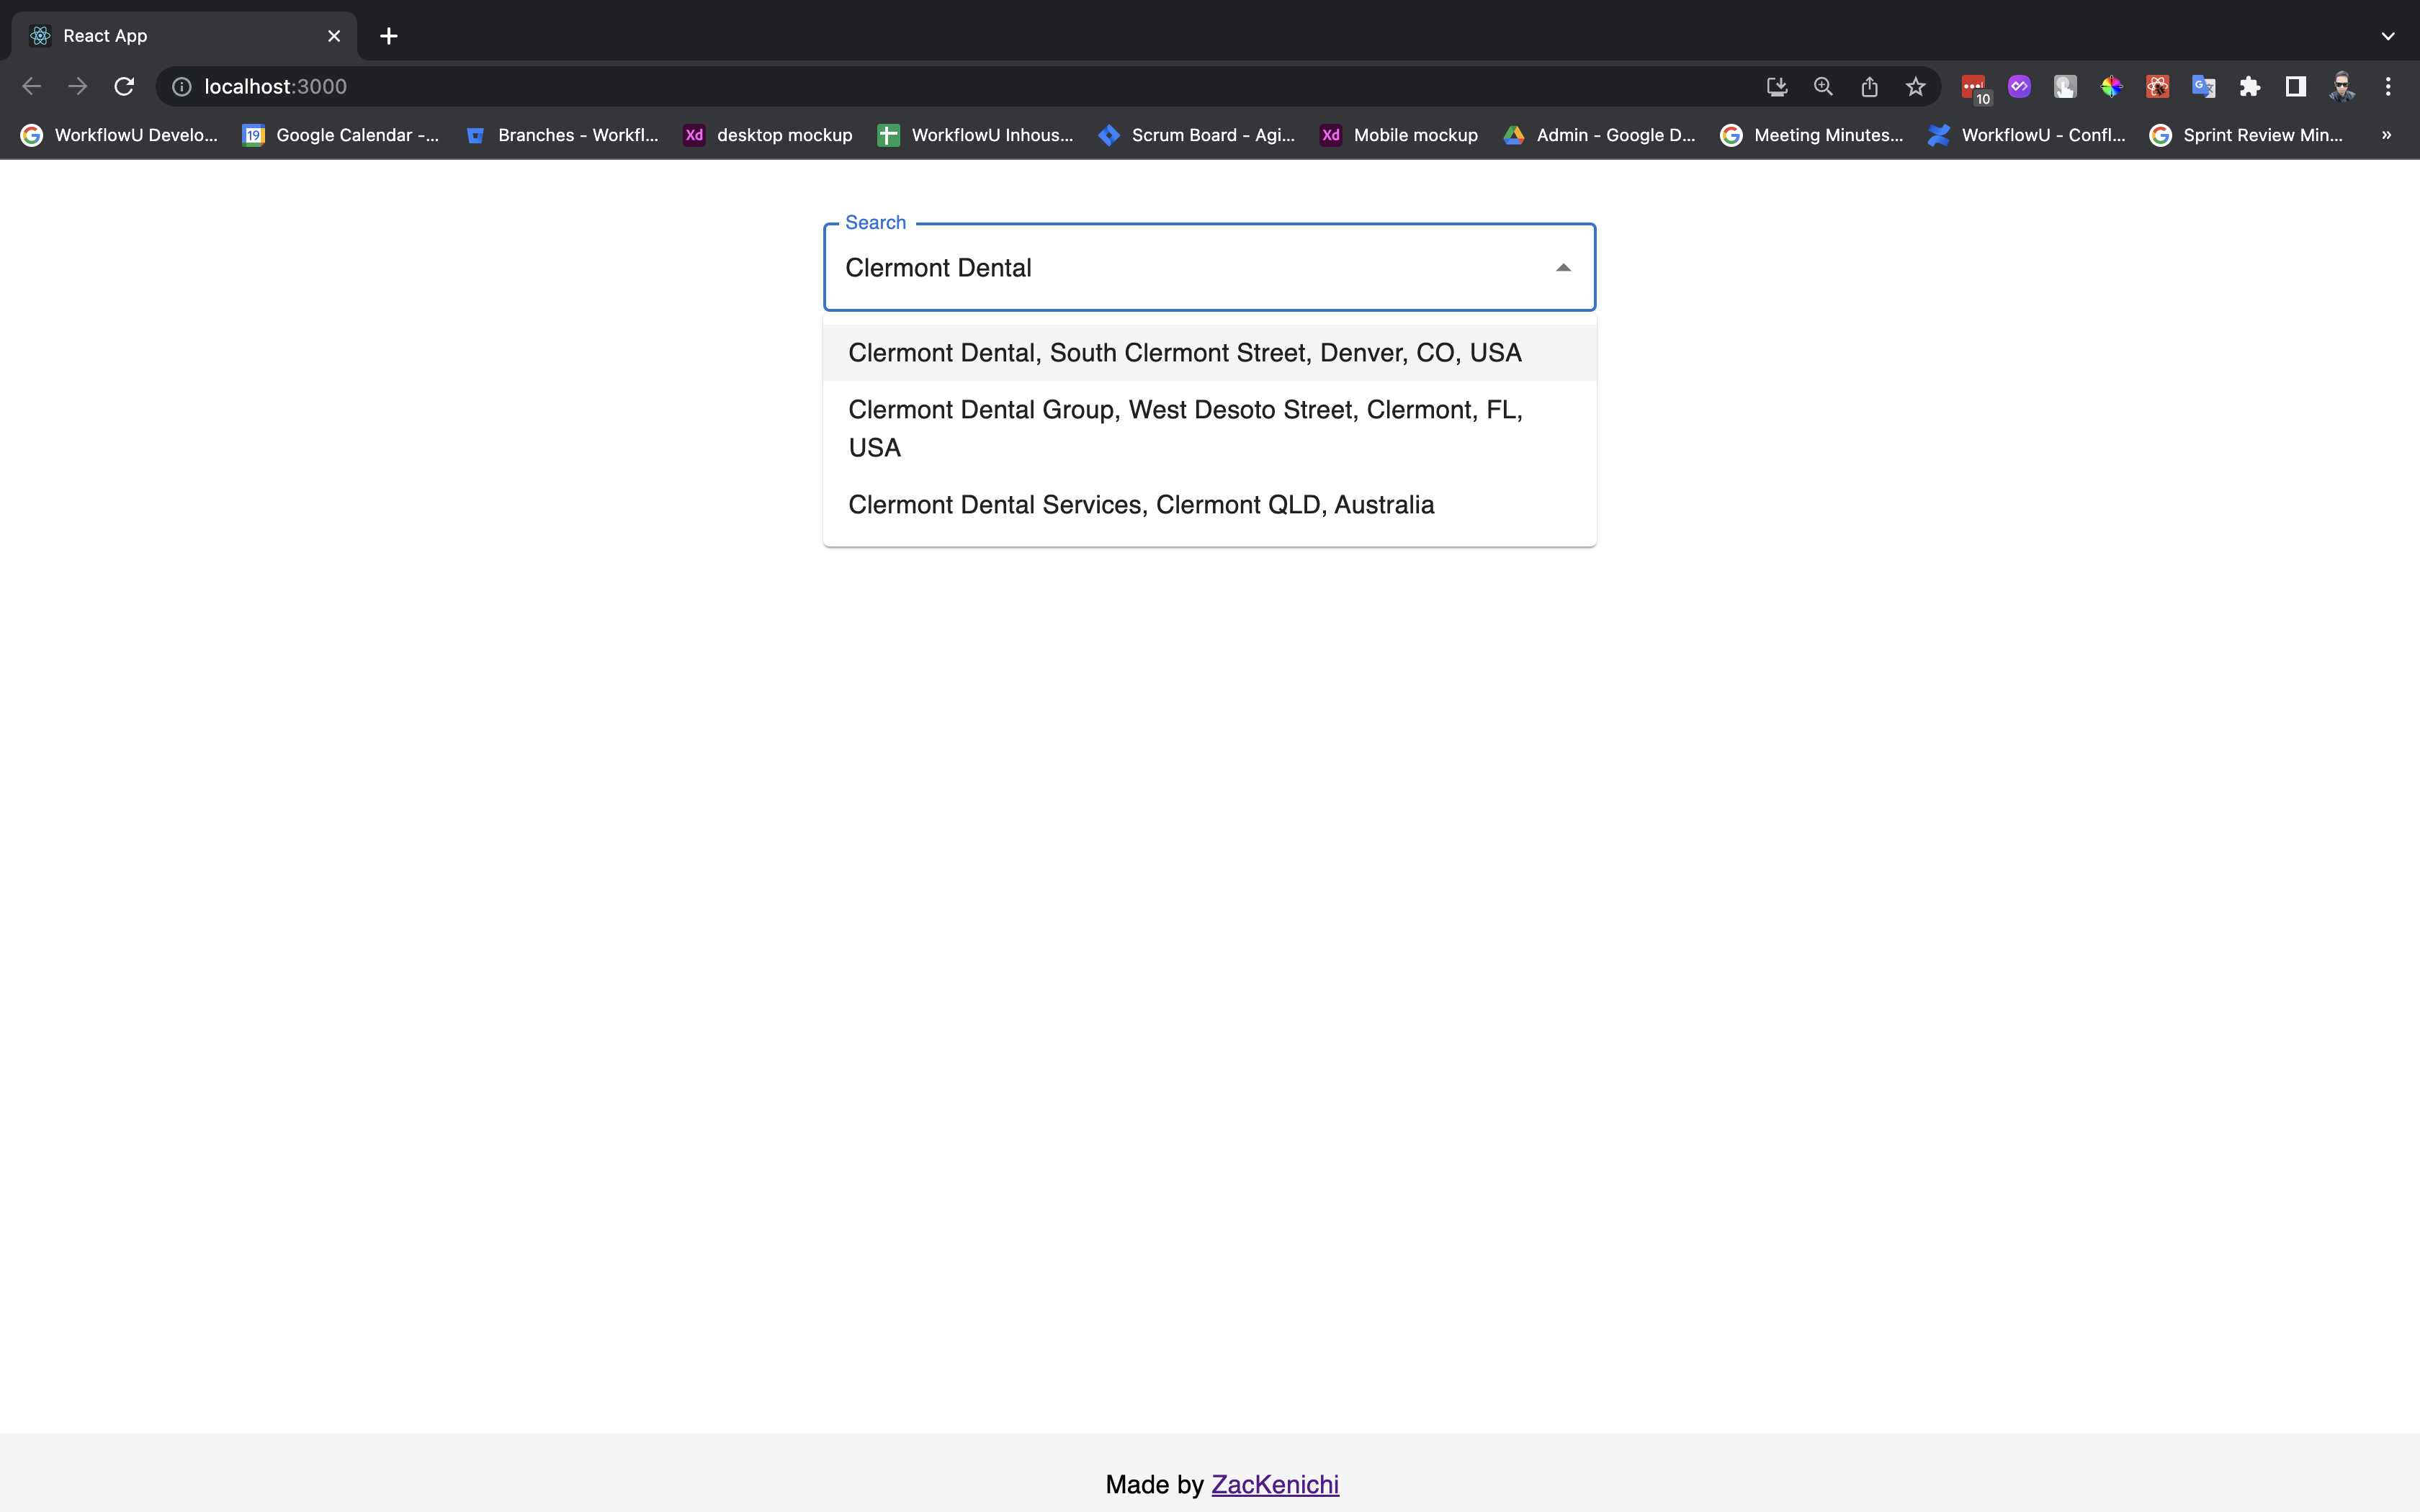 React App
localhost:3000
10
WorkflowU Develo...
19
Google Calendar -...
Branches - Workfl...
Xd
desktop mockup
WorkflowU Inhous...
Scrum Board - Agi...
Xd
Mobile mockup
Admin - Google D...
Meeting Minutes...
WorkflowU - Confl...
Sprint Review Min...
»
Search
Clermont Dental
Clermont Dental, South Clermont Street, Denver, CO, USA
Clermont Dental Group, West Desoto Street, Clermont, FL,
USA
Clermont Dental Services, Clermont QLD, Australia
Made by ZacKenichi